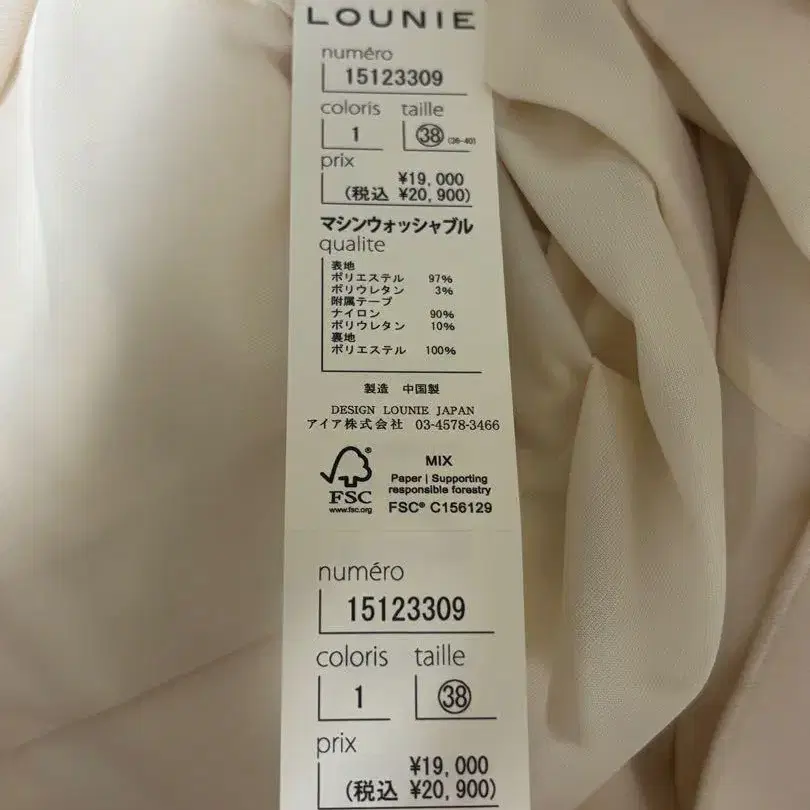 LOUNIE
numéro
15123309
coloris taille
1 38 (36-40)
prix
¥19,000
(税込 ¥20,900)
マシンウォッシャブル
qualite
表地
ポリエステル 97%
ポリウレタン 3%
附属テープ
ナイロン 90%
ポリウレタン 10%
裏地
ポリエステル 100%
製造 中国製
DESIGN LOUNIE JAPAN
アイア株式会社 03-4578-3466
FSC
www.fsc.org
MIX
Paper | Supporting
responsible forestry
FSC® C156129
numéro
15123309
coloris taille
1 38
prix
¥19,000
(税込 ¥20,900)